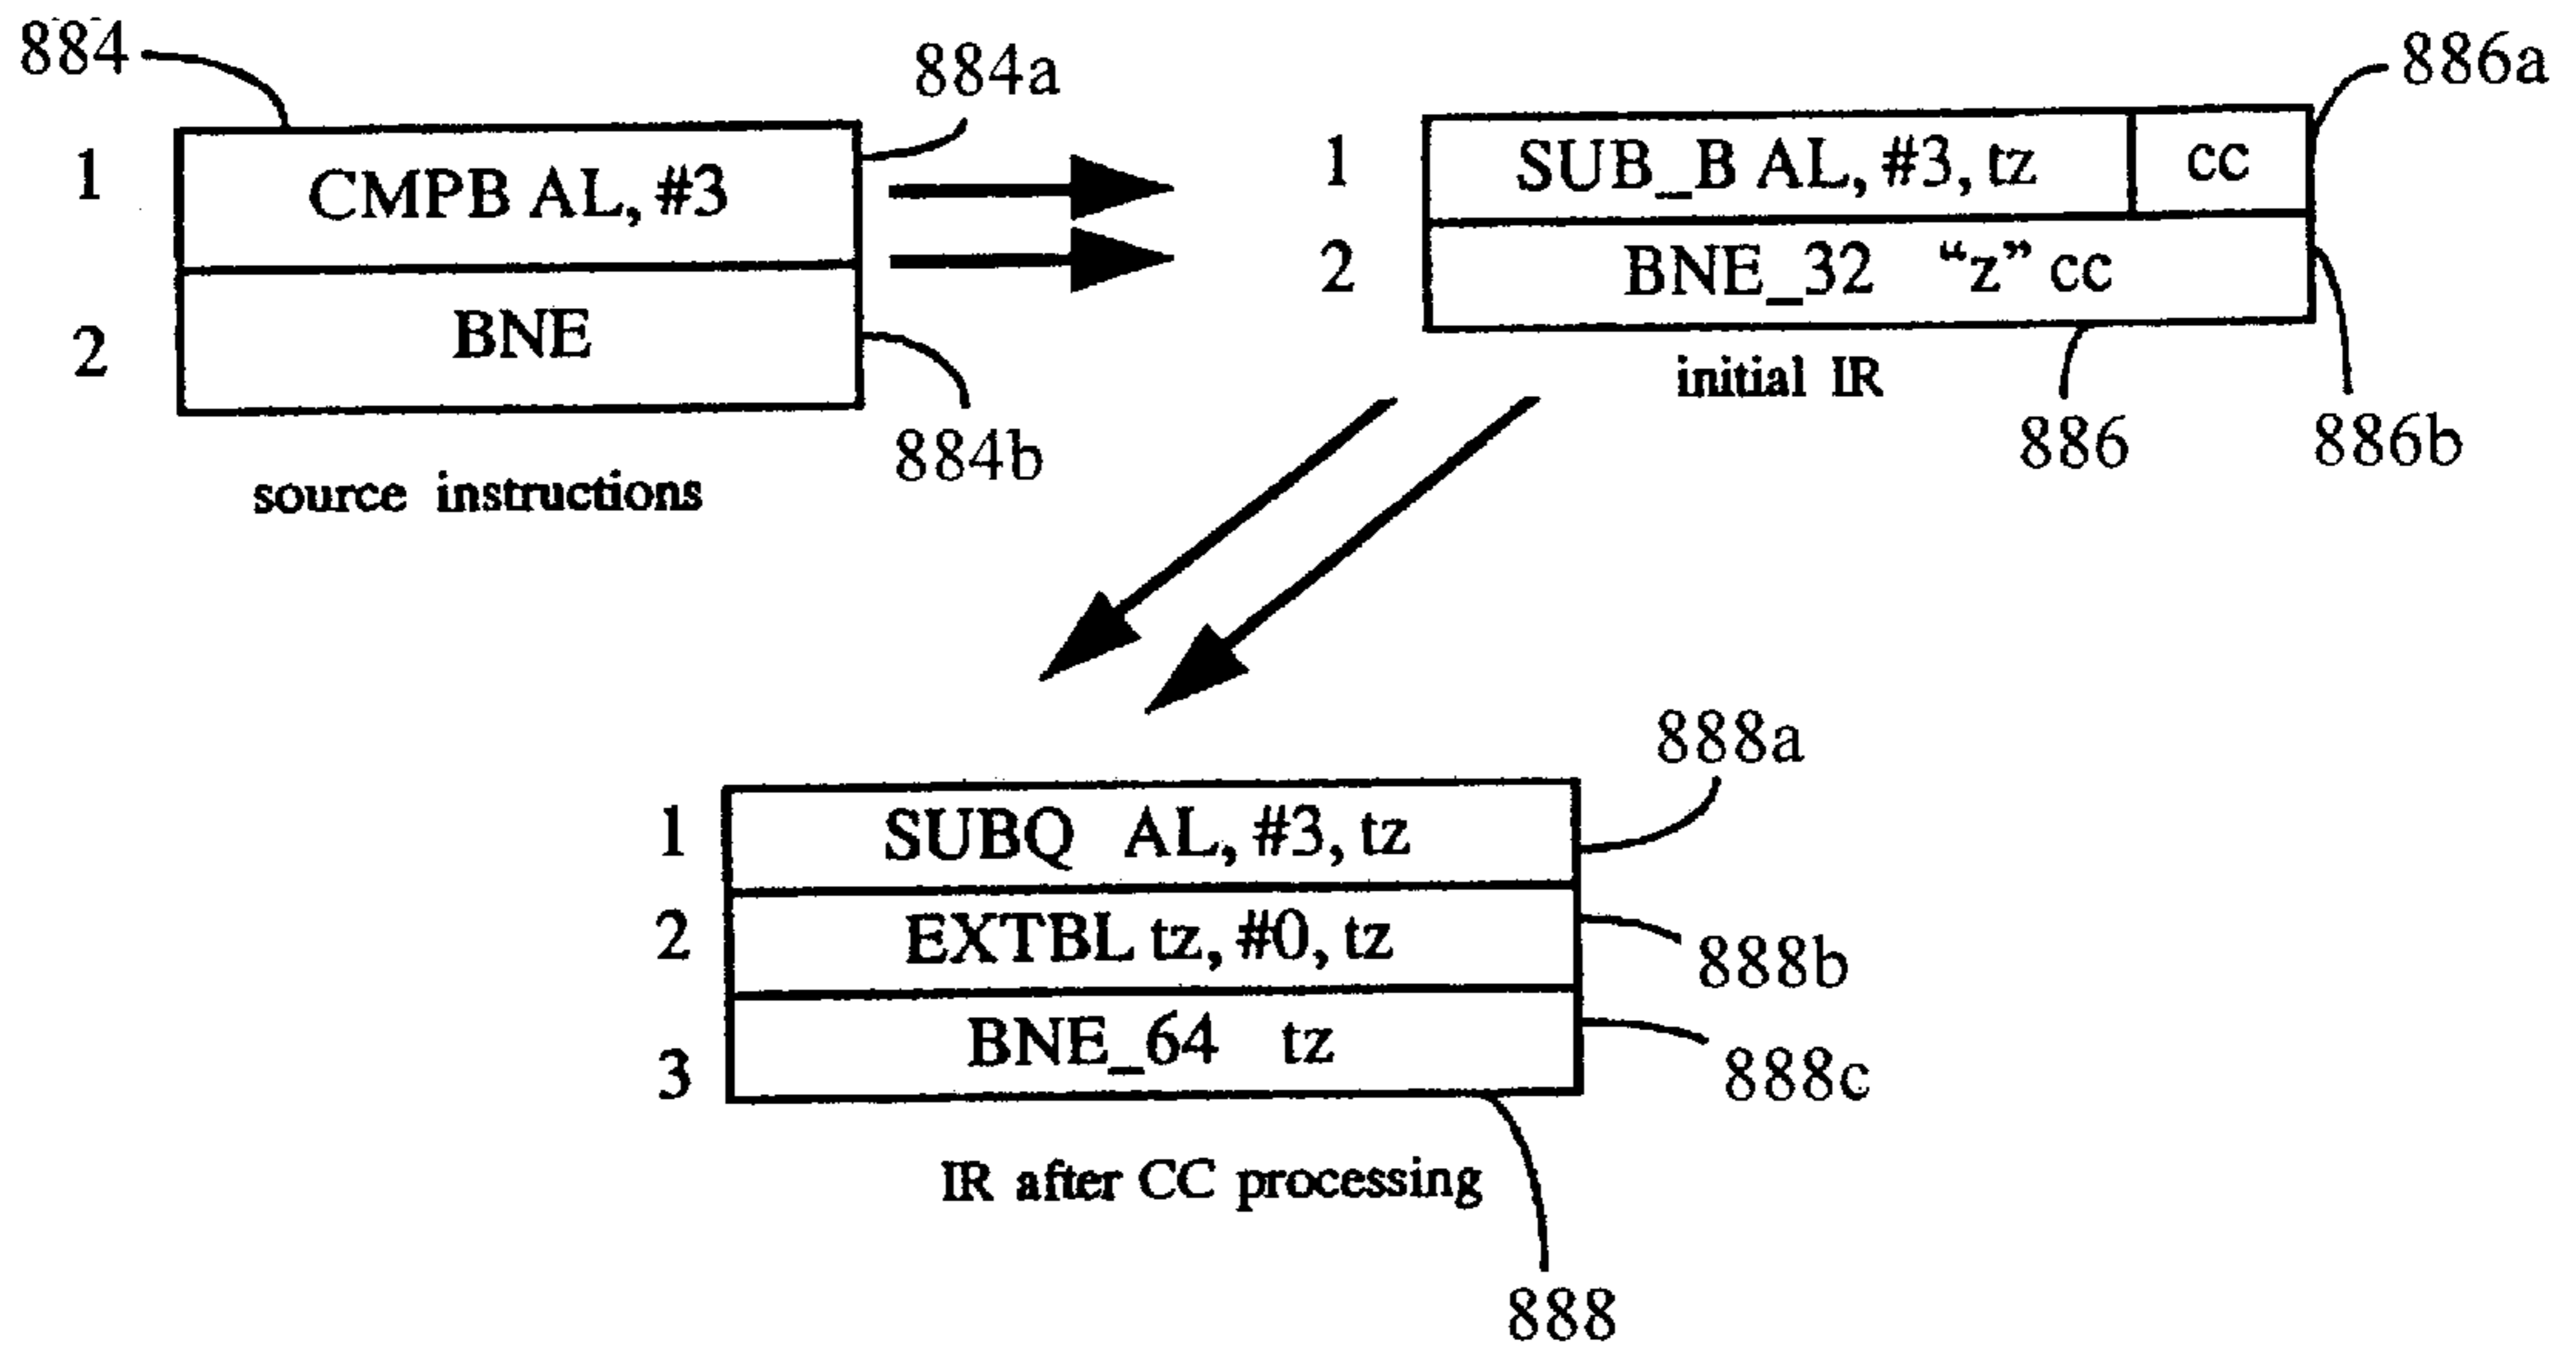 884
884a
1 CMPB AL, #3
2 BNE
884b
source instructions
886a
1 SUB_B AL, #3, tz cc
2 BNE_32 “z” cc
initial IR
886
886b
888a
1 SUBQ AL, #3, tz
2 EXTBL tz, #0, tz
888b
3 BNE_64 tz
888c
IR after CC processing
888